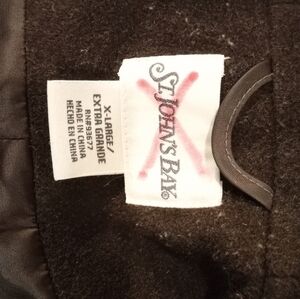 X-LARGE/
EXTRA GRANDE
RN#93677
MADE IN CHINA
HECHO EN CHINA
ST. JOHN'S BAY